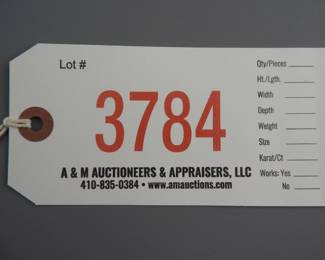 Lot #
3784
A & M AUCTIONEERS & APPRAISERS, LLC
410-835-0384 • www.amauctions.com
Qty/Pieces
Ht./Lgth.
Width
Depth
Weight
Size
Karat/Ct
Works: Yes
No